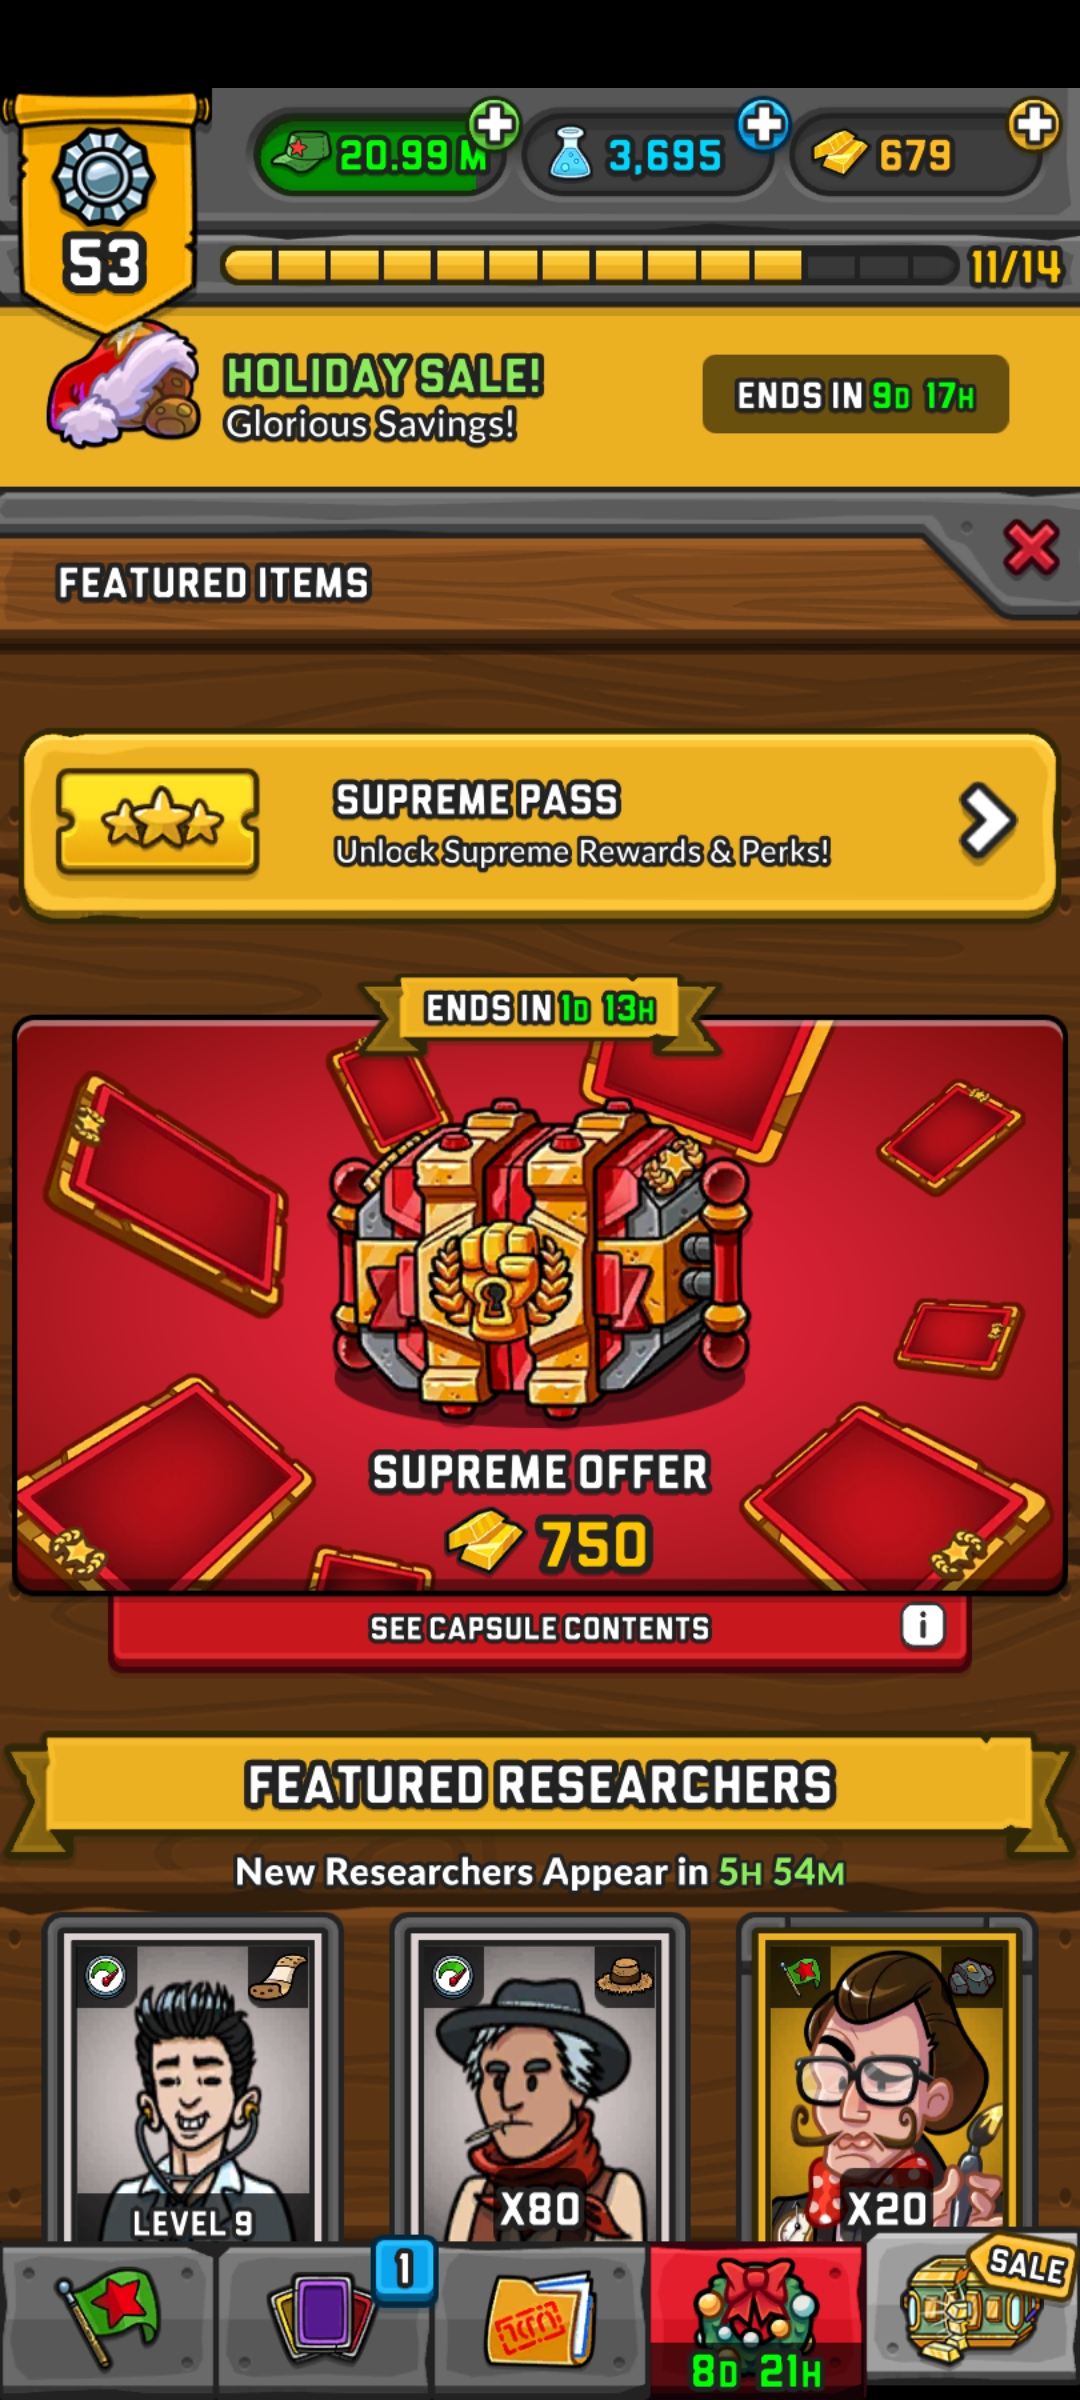 20.99 M
3,695
679
53
11/14
HOLIDAY SALE!
Glorious Savings!
ENDS IN 9D 17H
FEATURED ITEMS
SUPREME PASS
Unlock Supreme Rewards & Perks!
ENDS IN 1D 13H
SUPREME OFFER
750
SEE CAPSULE CONTENTS
i
FEATURED RESEARCHERS
New Researchers Appear in 5H 54M
LEVEL 9
X80
X20
1
SALE
8D 21H